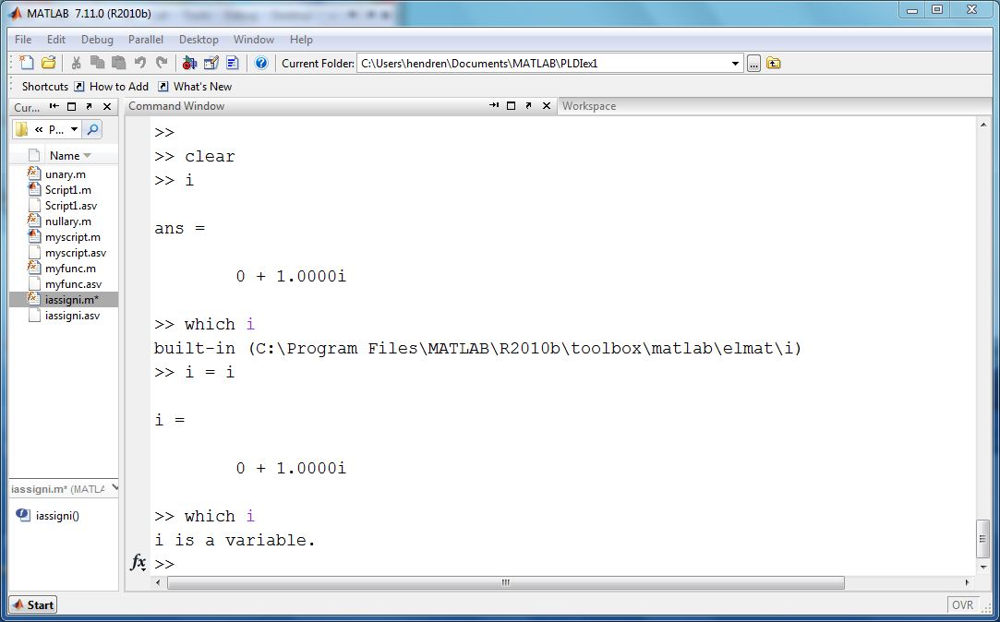 MATLAB 7.11.0 (R2010b)
File Edit Debug Parallel Desktop Window Help
Current Folder: C:\Users\hendren\Documents\MATLAB\PLDIex1
Shortcuts How to Add What's New
Cur...
« P...
Name
unary.m
Script1.m
Script1.asv
nullary.m
myscript.m
myscript.asv
myfunc.m
myfunc.asv
iassigni.m*
iassigni.asv
iassigni.m* (MATLA
iassigni()
Command Window
>>
>> clear
>> i
ans =
0 + 1.0000i
>> which i
built-in (C:\Program Files\MATLAB\R2010b\toolbox\matlab\elmat\i)
>> i = i
i =
0 + 1.0000i
>> which i
i is a variable.
fx >>
Workspace
Start
OVR